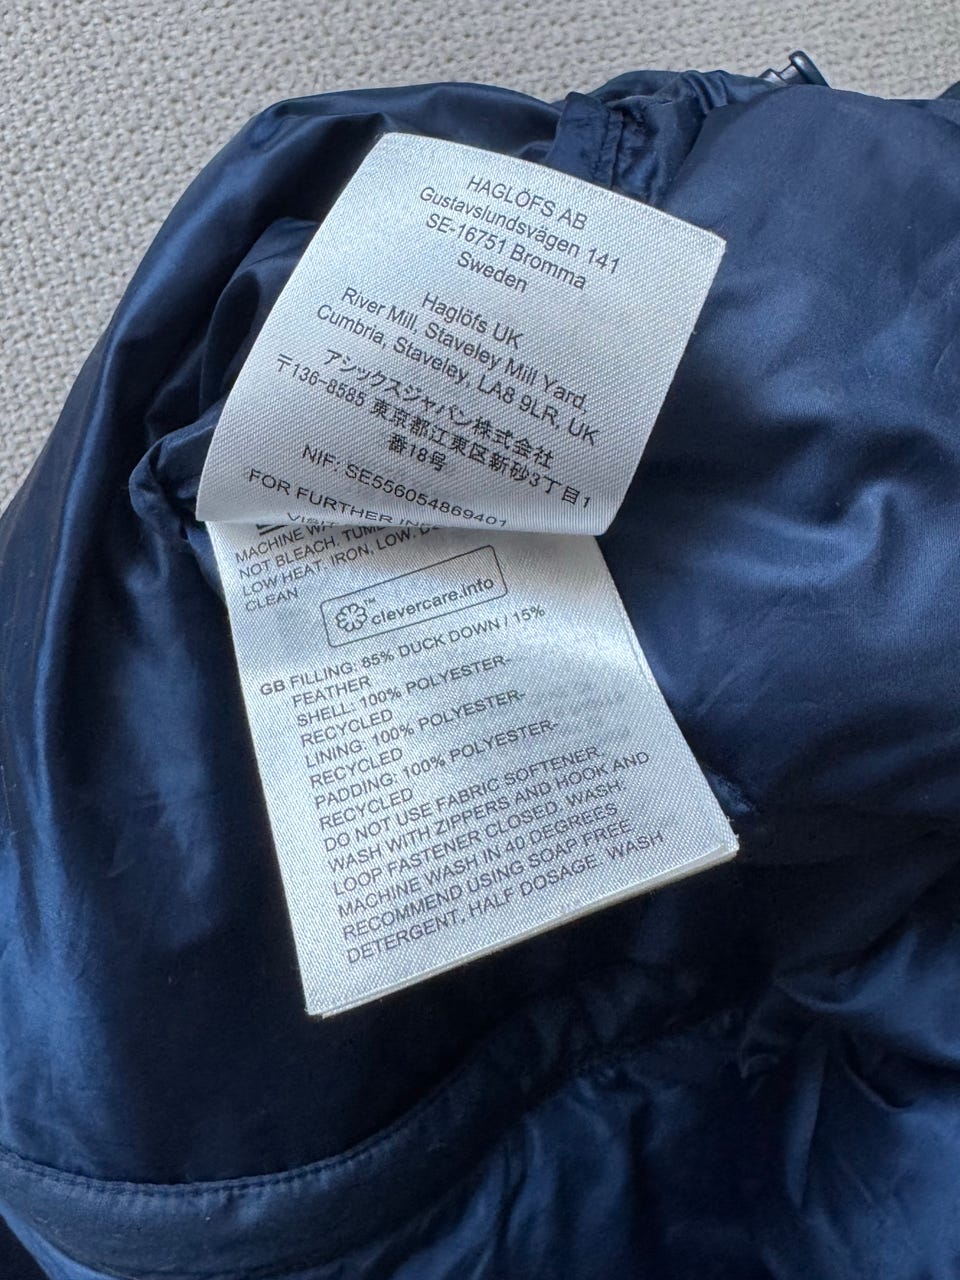 HAGLÖFS AB
Gustavslundsvägen 141
SE-16751 Bromma
Sweden
Haglöfs UK
River Mill, Staveley Mill Yard,
Cumbria, Staveley, LA8 9LR, UK
アシックスジャパン株式会社
〒136-8585 東京都江東区新砂3丁目1
番18号
NIF: SE556054869401
FOR FURTHER
MACHINE
NOT BLEACH,
LOW HEAT. IRON, LOW,
CLEAN
™
clevercare.info
GB FILLING: 85% DUCK DOWN / 15%
FEATHER
SHELL: 100% POLYESTER-
RECYCLED
LINING: 100% POLYESTER-
RECYCLED
PADDING: 100% POLYESTER-
RECYCLED
DO NOT USE FABRIC SOFTENER.
WASH WITH ZIPPERS AND HOOK AND
LOOP FASTENER CLOSED. WASH.
MACHINE WASH IN 40 DEGREES
RECOMMEND USING SOAP FREE
DETERGENT, HALF DOSAGE. WASH